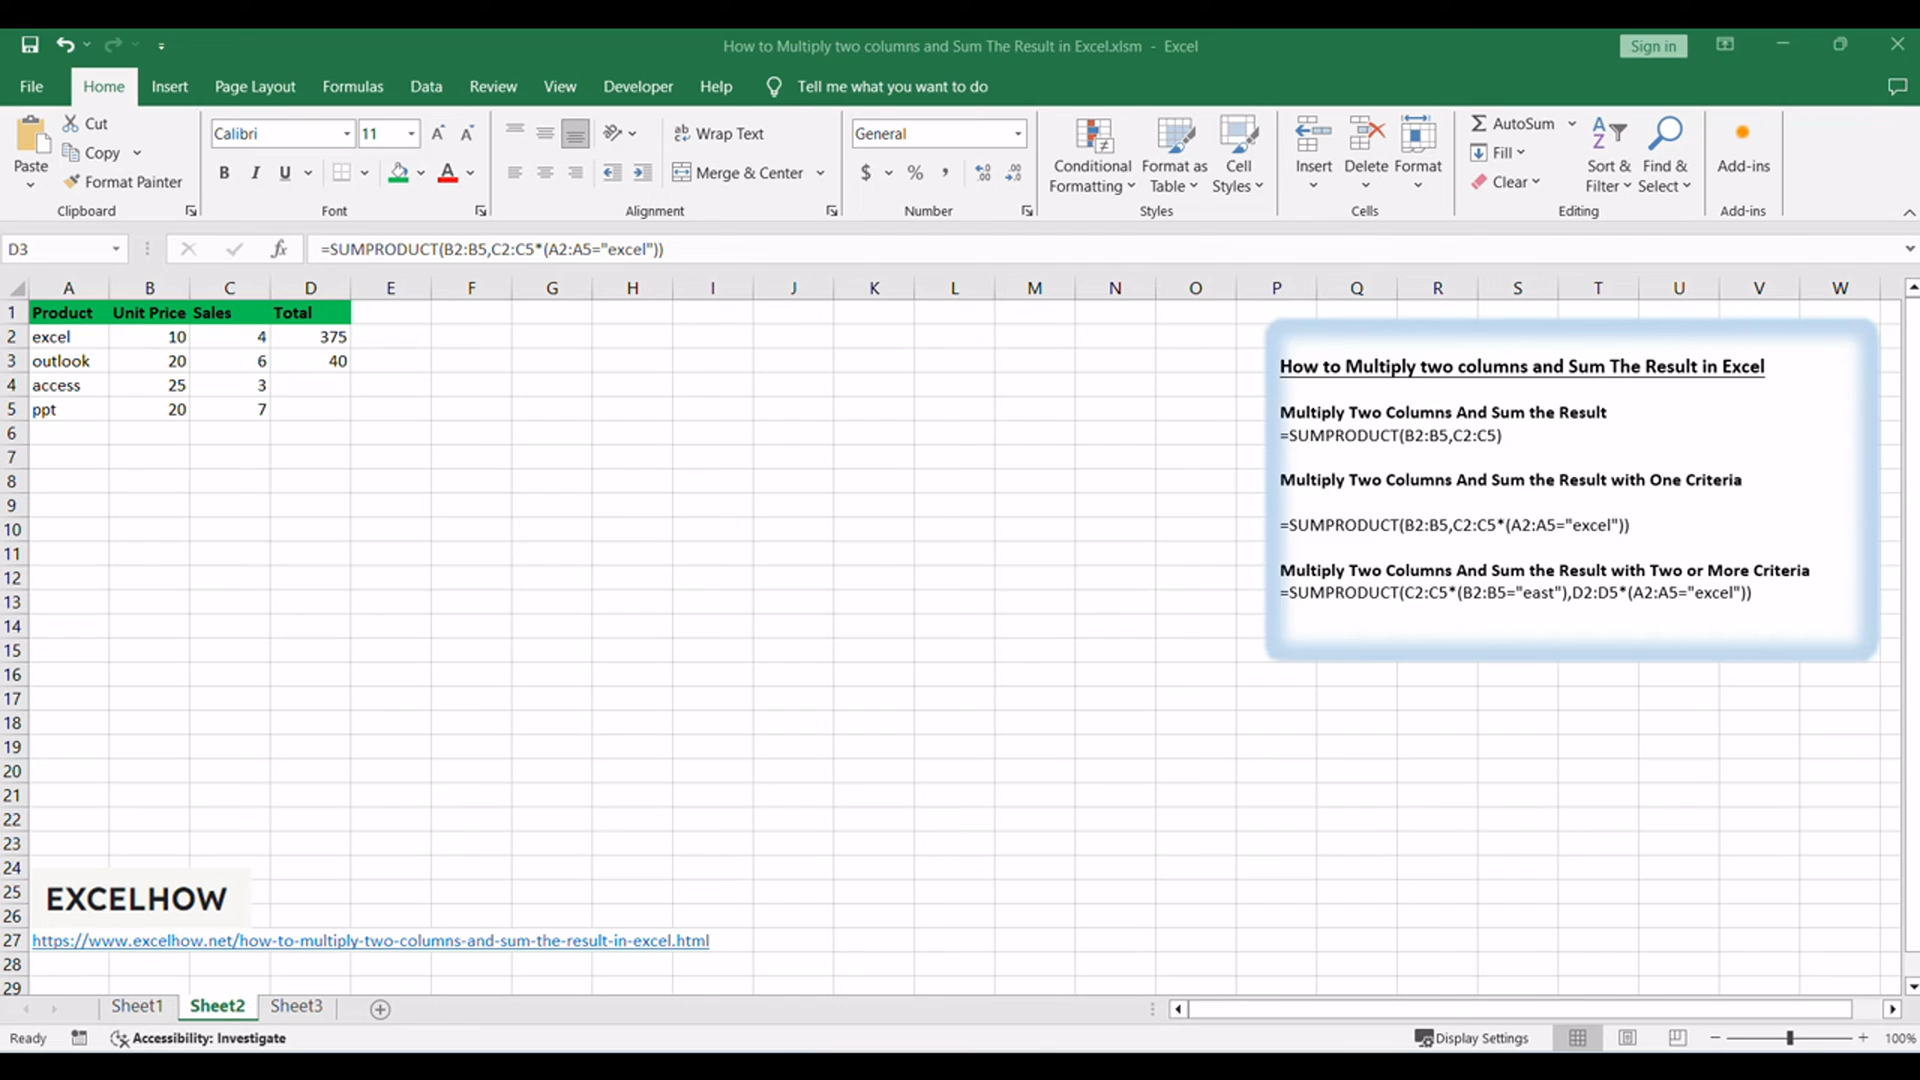 How to Multiply two columns and Sum The Result in Excel.xlsm - Excel
Sign in
File Home Insert Page Layout Formulas Data Review View Developer Help Tell me what you want to do
Paste
Cut
Copy
Format Painter
Clipboard
Calibri 11
B I U
Font
Wrap Text
Merge & Center
Alignment
General
$ % ,
Number
Conditional Formatting
Format as Table
Cell Styles
Styles
Insert
Delete
Format
Cells
AutoSum
Fill
Clear
Sort & Filter
Find & Select
Editing
Add-ins
Add-ins
D3 fx =SUMPRODUCT(B2:B5,C2:C5*(A2:A5="excel"))
A B C D E F G H I J K L M N O P Q R S T U V W
1 Product Unit Price Sales Total
2 excel 10 4 375
3 outlook 20 6 40
4 access 25 3
5 ppt 20 7
6
7
8
9
10
11
12
13
14
15
16
17
18
19
20
21
22
23
24
25
26
27
28
29
How to Multiply two columns and Sum The Result in Excel
Multiply Two Columns And Sum the Result
=SUMPRODUCT(B2:B5,C2:C5)
Multiply Two Columns And Sum the Result with One Criteria
=SUMPRODUCT(B2:B5,C2:C5*(A2:A5="excel"))
Multiply Two Columns And Sum the Result with Two or More Criteria
=SUMPRODUCT(C2:C5*(B2:B5="east"),D2:D5*(A2:A5="excel"))
EXCELHOW
https://www.excelhow.net/how-to-multiply-two-columns-and-sum-the-result-in-excel.html
Sheet1 Sheet2 Sheet3
Ready Accessibility: Investigate Display Settings 100%